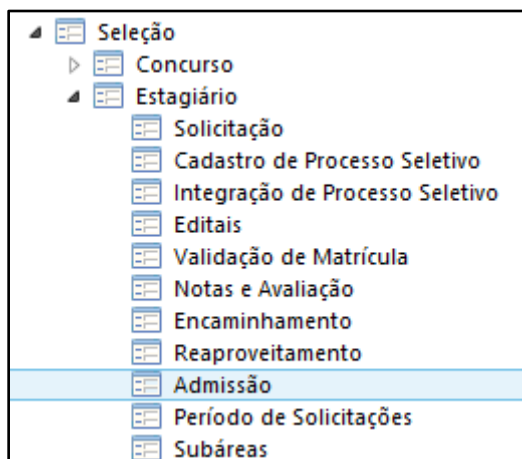 Seleção
Concurso
Estagiário
Solicitação
Cadastro de Processo Seletivo
Integração de Processo Seletivo
Editais
Validação de Matrícula
Notas e Avaliação
Encaminhamento
Reaproveitamento
Admissão
Período de Solicitações
Subáreas